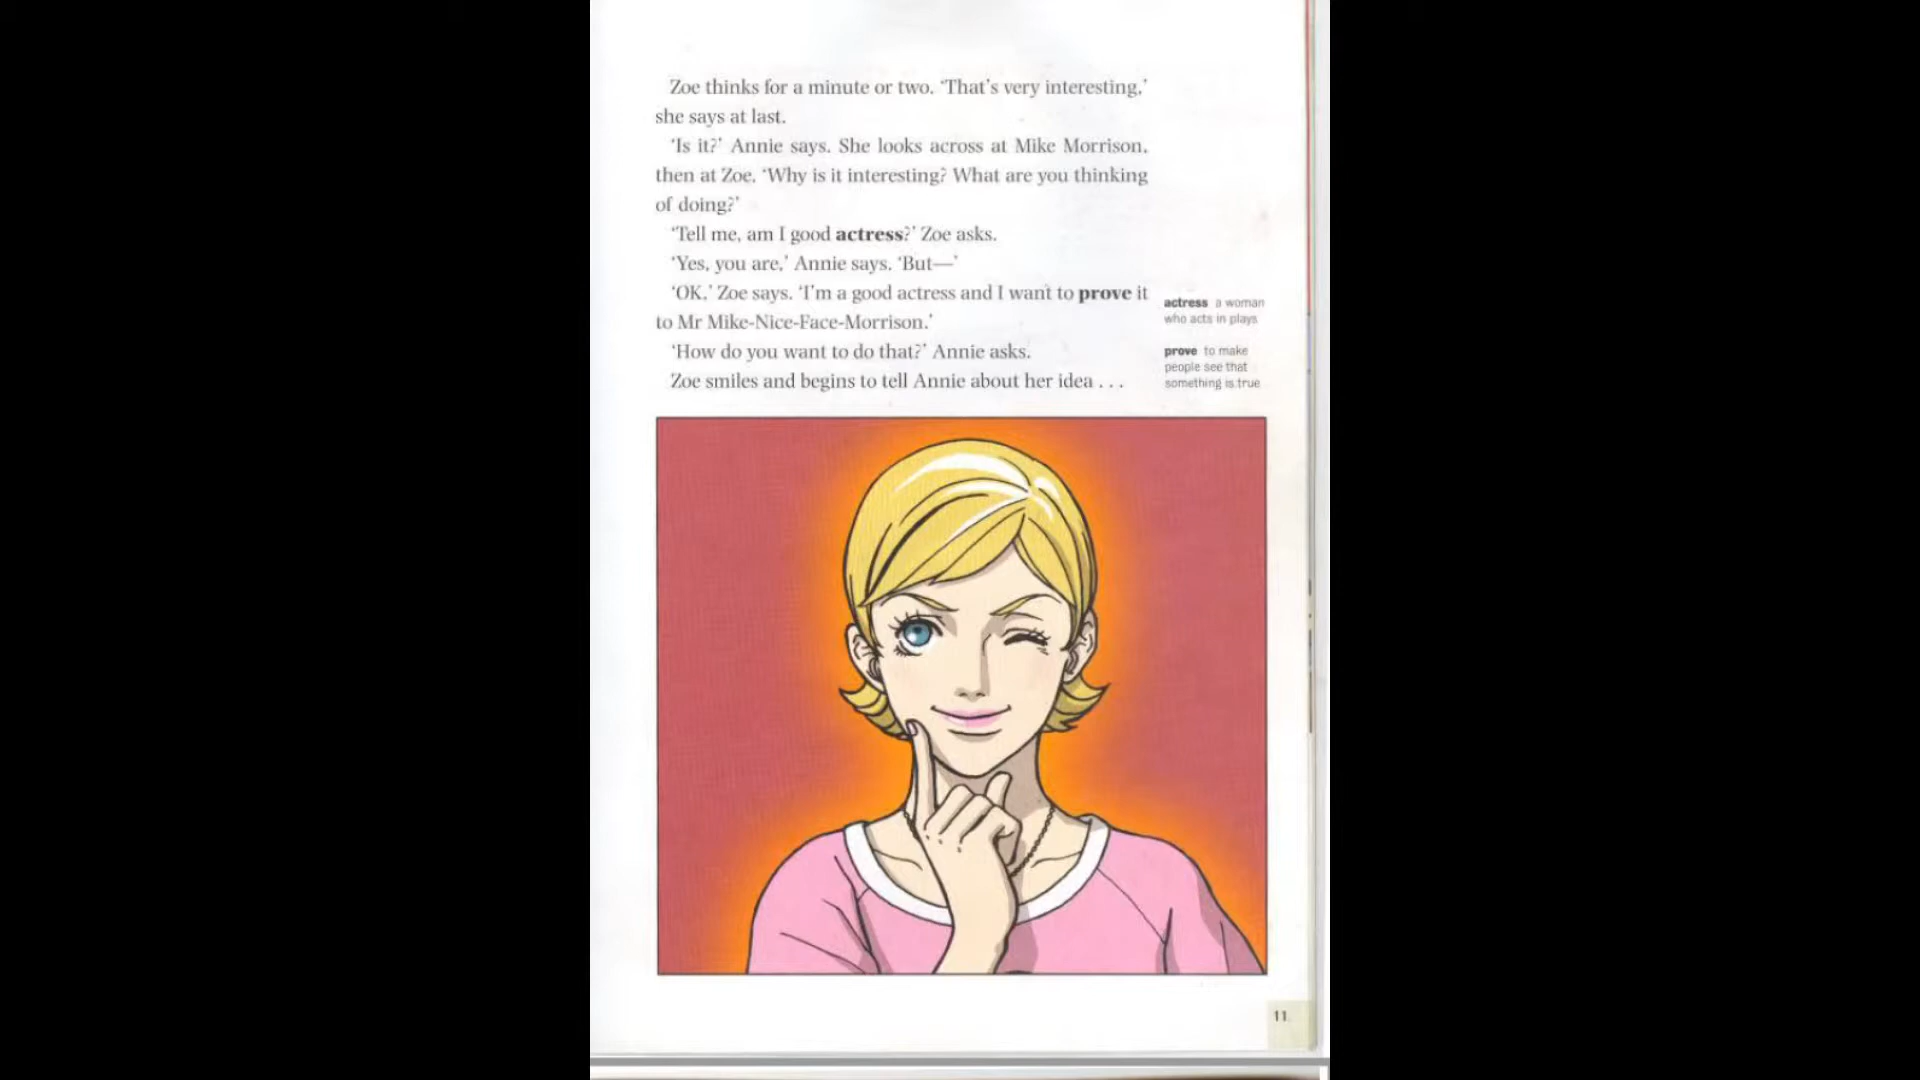 Zoe thinks for a minute or two. ‘That’s very interesting,’
she says at last.
‘Is it?’ Annie says. She looks across at Mike Morrison,
then at Zoe. ‘Why is it interesting? What are you thinking
of doing?’
‘Tell me, am I good actress?’ Zoe asks.
‘Yes, you are,’ Annie says. ‘But—’
‘OK,’ Zoe says. ‘I’m a good actress and I want to prove it
to Mr Mike-Nice-Face-Morrison.’
‘How do you want to do that?’ Annie asks.
Zoe smiles and begins to tell Annie about her idea . . .
actress a woman
who acts in plays
prove to make
people see that
something is true
11